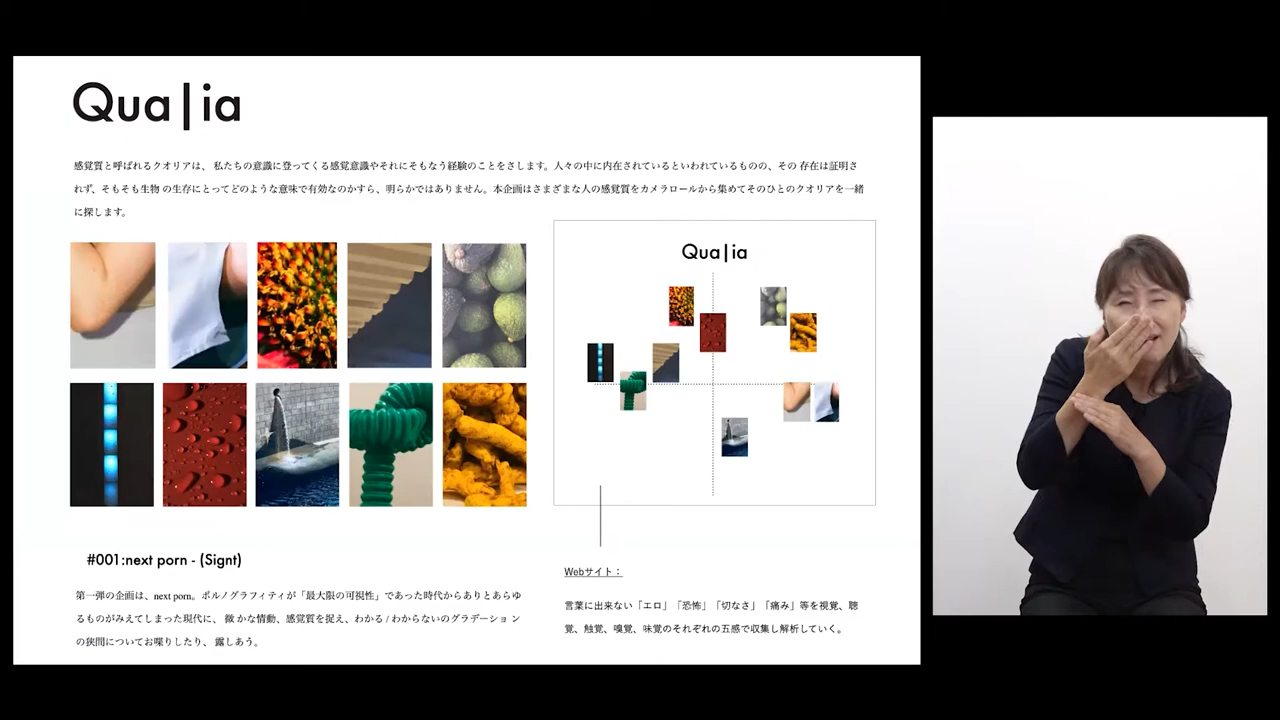 Qua|ia
感覚質と呼ばれるクオリアは、 私たちの意識に登ってくる感覚意識やそれにそもなう経験のことをさします。人々の中に内在されているといわれているものの、その 存在は証明さ
れず、そもそも生物 の生存にとってどのような意味で有効なのかすら、明らかではありません。本企画はさまざまな人の感覚質をカメラロールから集めてそのひとのクオリアを一緒
に探します。
Qua|ia
#001:next porn - (Signt)
第一弾の企画は、next porn。ポルノグラフィティが「最大限の可視性」であった時代からありとあらゆ
るものがみえてしまった現代に、 微 かな情動、感覚質を捉え、わかる / わからないのグラデーショ ン
の狭間についてお喋りしたり、 露しあう。
Webサイト：
言葉に出来ない「エロ」「恐怖」「切なさ」「痛み」等を視覚、聴
覚、触覚、嗅覚、味覚のそれぞれの五感で収集し解析していく。